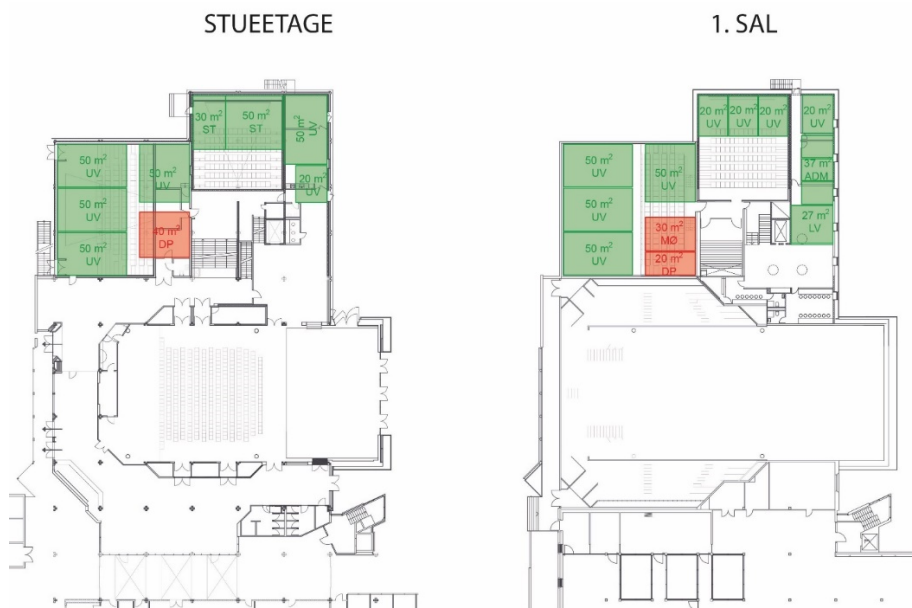 STUEETAGE
30 m²
ST
50 m²
ST
50 m²
UV
50 m²
UV
50 m²
UV
20 m²
UV
50 m²
UV
40 m²
DP
50 m²
UV
1. SAL
20 m²
UV
20 m²
UV
20 m²
UV
20 m²
UV
50 m²
UV
50 m²
UV
37 m²
ADM
50 m²
UV
30 m²
MØ
27 m²
LV
50 m²
UV
20 m²
DP